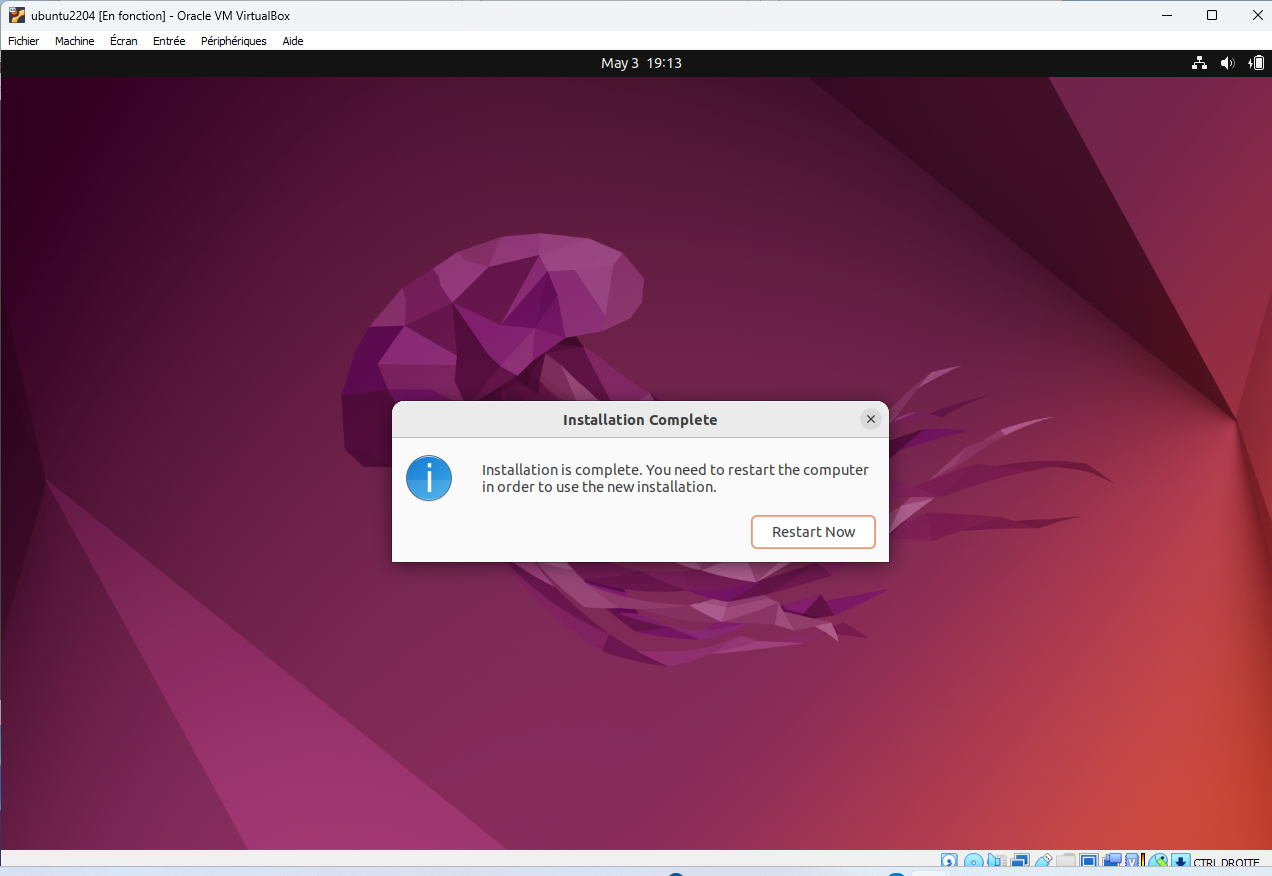 ubuntu2204 [En fonction] - Oracle VM VirtualBox
Fichier Machine Écran Entrée Périphériques Aide
May 3 19:13
Installation Complete
Installation is complete. You need to restart the computer
in order to use the new installation.
Restart Now
CTRL DROITE